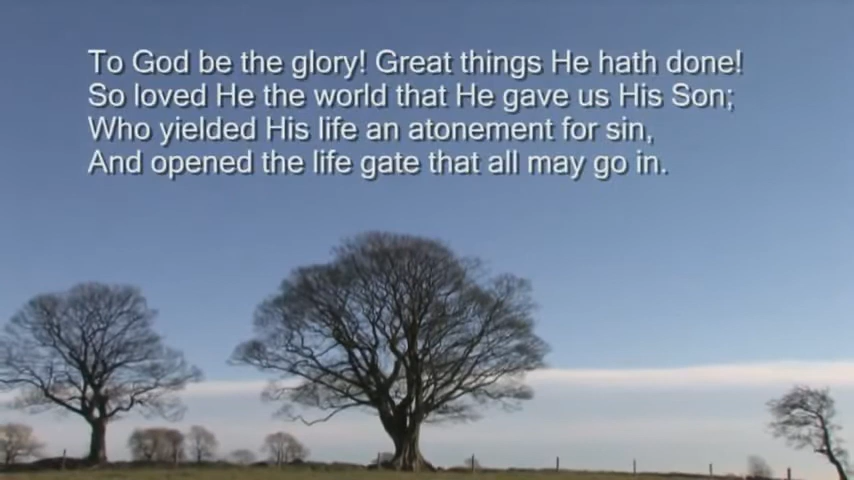 To God be the glory! Great things He hath done!
So loved He the world that He gave us His Son;
Who yielded His life an atonement for sin,
And opened the life gate that all may go in.